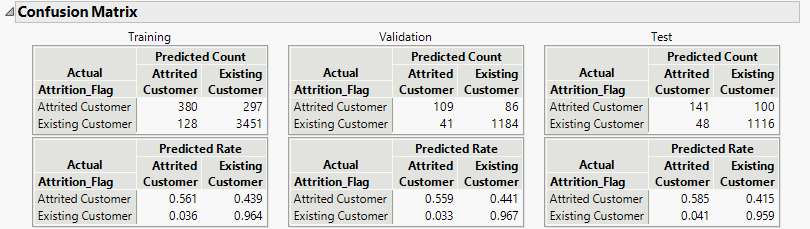 Confusion Matrix
Training Validation Test
Predicted Count Predicted Count Predicted Count
Actual Attrited Existing Actual Attrited Existing Actual Attrited Existing
Attrition_Flag Customer Customer Attrition_Flag Customer Customer Attrition_Flag Customer Customer
Attrited Customer 380 297 Attrited Customer 109 86 Attrited Customer 141 100
Existing Customer 128 3451 Existing Customer 41 1184 Existing Customer 48 1116
Predicted Rate Predicted Rate Predicted Rate
Actual Attrited Existing Actual Attrited Existing Actual Attrited Existing
Attrition_Flag Customer Customer Attrition_Flag Customer Customer Attrition_Flag Customer Customer
Attrited Customer 0.561 0.439 Attrited Customer 0.559 0.441 Attrited Customer 0.585 0.415
Existing Customer 0.036 0.964 Existing Customer 0.033 0.967 Existing Customer 0.041 0.959